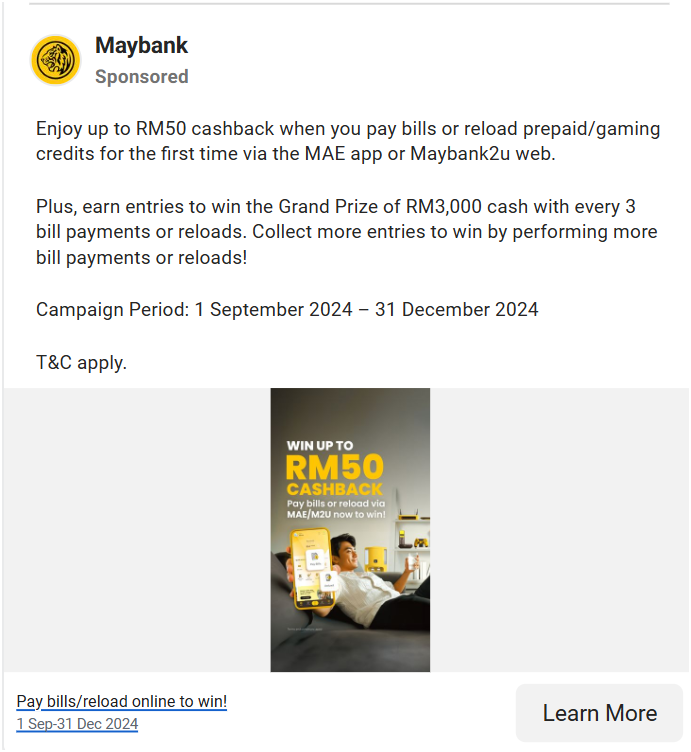 Maybank
Sponsored
Enjoy up to RM50 cashback when you pay bills or reload prepaid/gaming
credits for the first time via the MAE app or Maybank2u web.
Plus, earn entries to win the Grand Prize of RM3,000 cash with every 3
bill payments or reloads. Collect more entries to win by performing more
bill payments or reloads!
Campaign Period: 1 September 2024 – 31 December 2024
T&C apply.
WIN UP TO
RM50
CASHBACK
Pay bills or reload via
MAE/M2U now to win!
Pay bills/reload online to win!
1 Sep-31 Dec 2024
Learn More